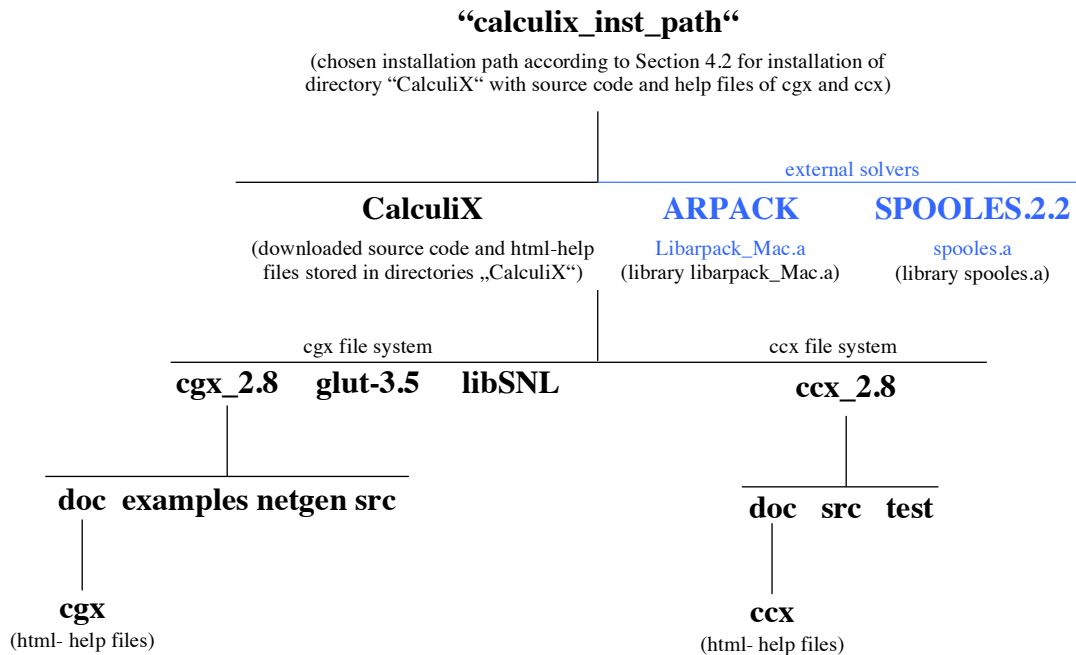 “calculix_inst_path“
(chosen installation path according to Section 4.2 for installation of
directory “CalculiX“ with source code and help files of cgx and ccx)
external solvers
CalculiX ARPACK SPOOLES.2.2
(downloaded source code and html-help Libarpack_Mac.a spooles.a
files stored in directories „CalculiX“) (library libarpack_Mac.a) (library spooles.a)
cgx file system ccx file system
cgx_2.8 glut-3.5 libSNL ccx_2.8
doc examples netgen src doc src test
cgx ccx
(html- help files) (html- help files)